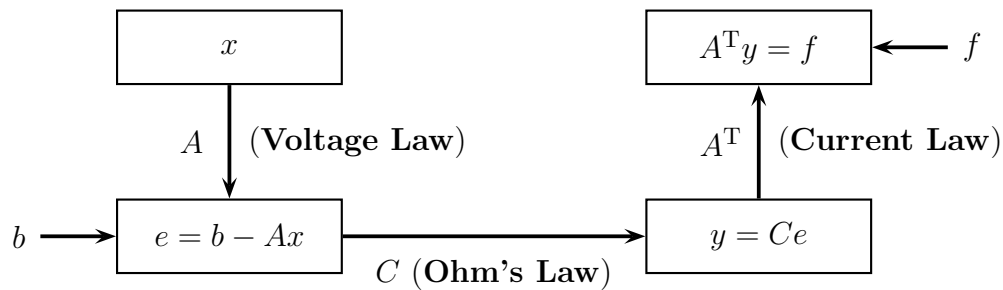 x
A^T y = f
f
A (Voltage Law)
A^T (Current Law)
b
e = b − Ax
y = Ce
C (Ohm's Law)